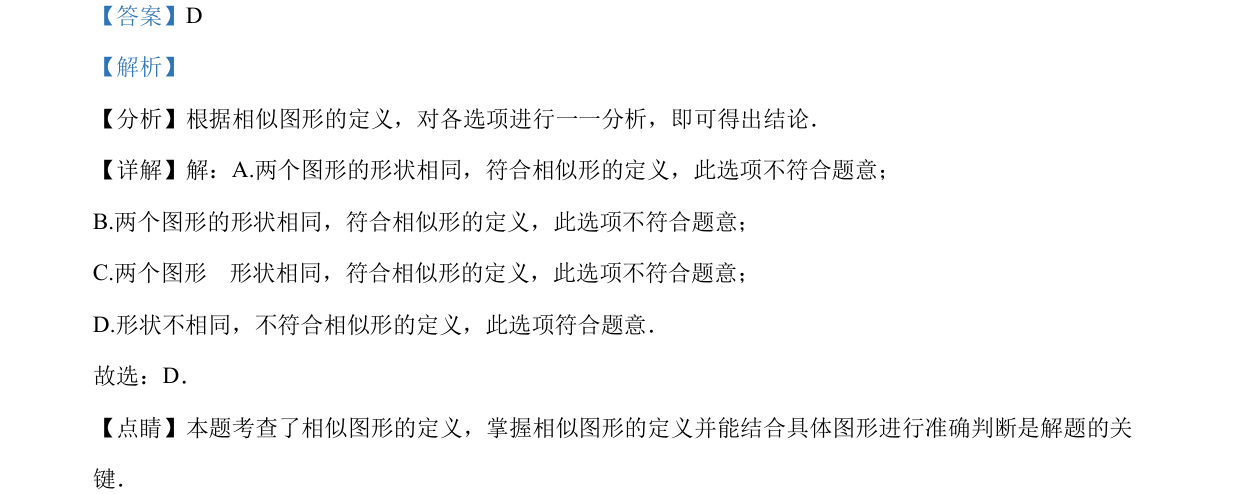 【答案】D
【解析】
【分析】根据相似图形的定义，对各选项进行一一分析，即可得出结论．
【详解】解：A.两个图形的形状相同，符合相似形的定义，此选项不符合题意；
B.两个图形的形状相同，符合相似形的定义，此选项不符合题意；
C.两个图形 形状相同，符合相似形的定义，此选项不符合题意；
D.形状不相同，不符合相似形的定义，此选项符合题意．
故选：D．
【点睛】本题考查了相似图形的定义，掌握相似图形的定义并能结合具体图形进行准确判断是解题的关
键．